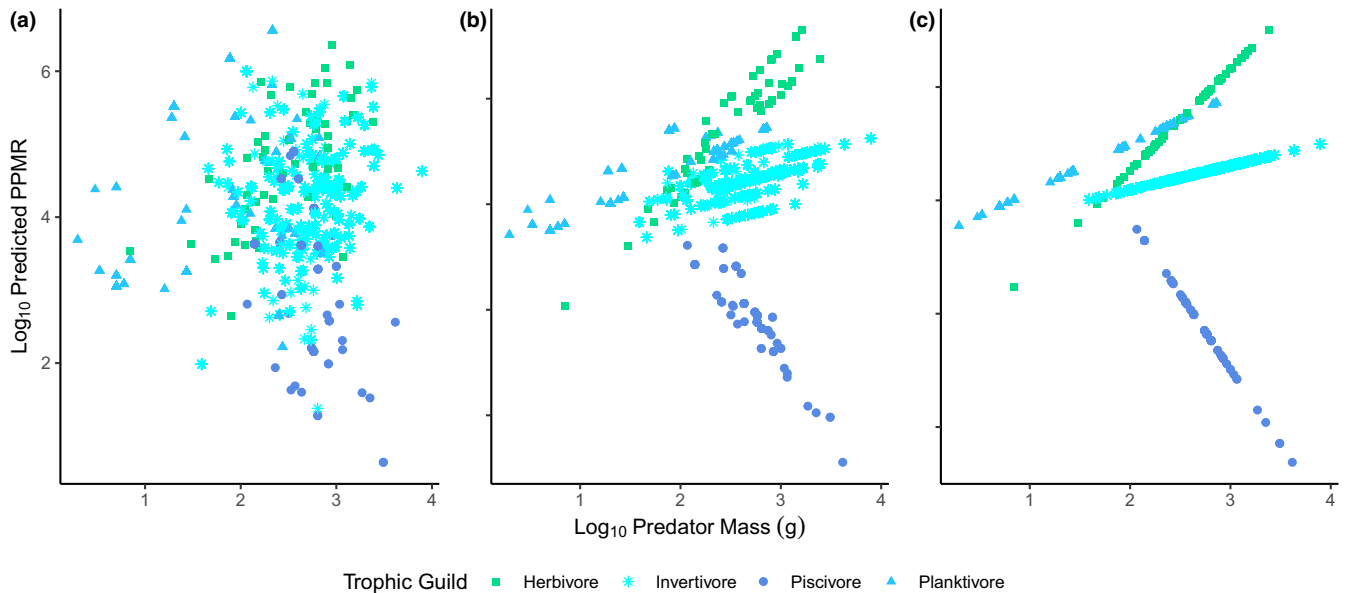 (a)
(b)
(c)
Log₁₀ Predicted PPMR
6
4
2
1 2 3 4
1 2 3 4
1 2 3 4
Log₁₀ Predator Mass (g)
Trophic Guild Herbivore Invertivore Piscivore Planktivore